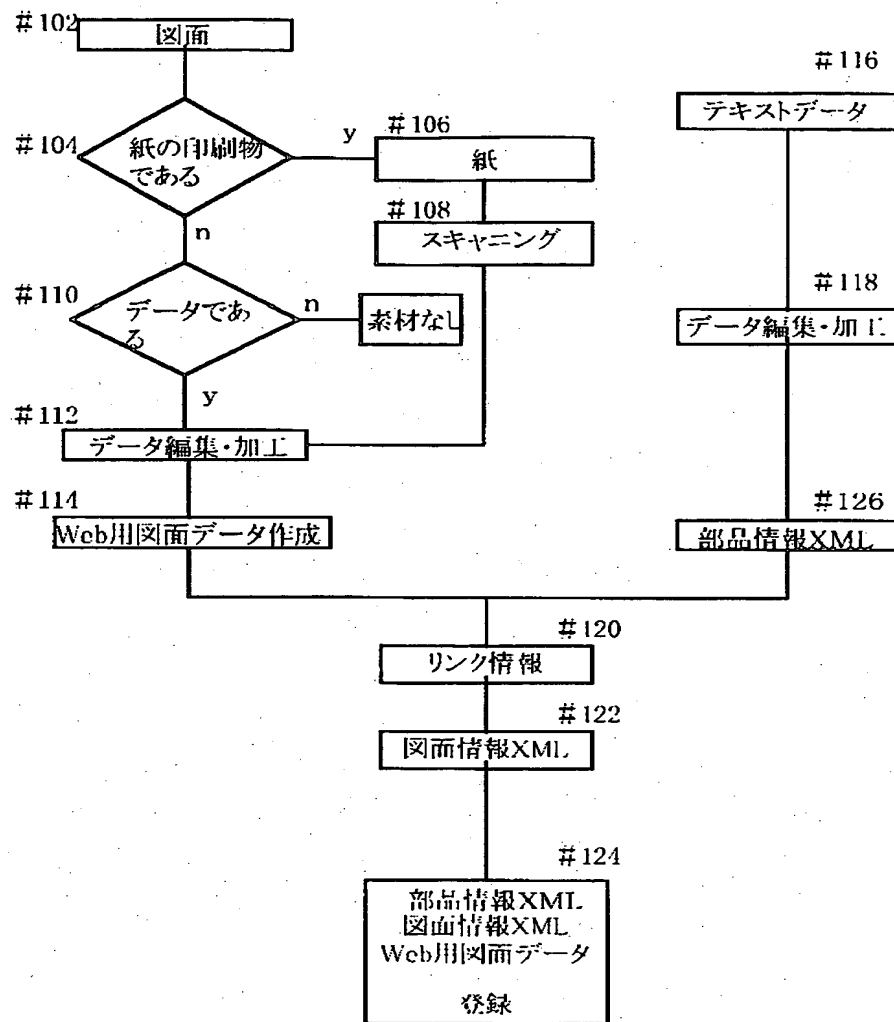 #102
図面
#104
紙の印刷物
である
y
#106
紙
#108
スキャニング
n
#110
データであ
る
n
素材なし
y
#112
データ編集・加工
#114
Web用図面データ作成
#116
テキストデータ
#118
データ編集・加工
#126
部品情報XML
#120
リンク情報
#122
図面情報XML
#124
部品情報XML
図面情報XML
Web用図面データ
登録